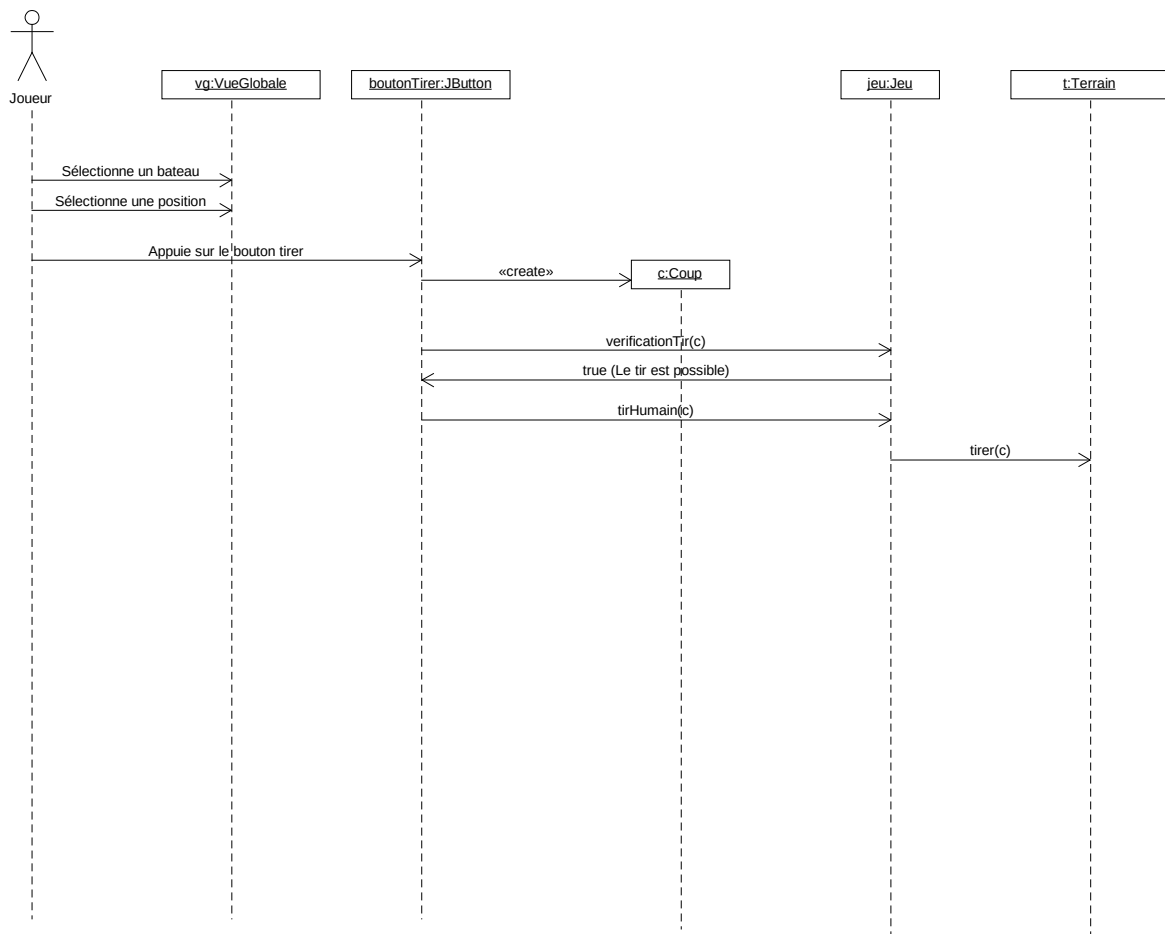 vg:VueGlobale
boutonTirer:JButton
jeu:Jeu
t:Terrain
Joueur
Sélectionne un bateau
Sélectionne une position
Appuie sur le bouton tirer
«create»
c:Coup
verificationTir(c)
true (Le tir est possible)
tirHumain(c)
tirer(c)